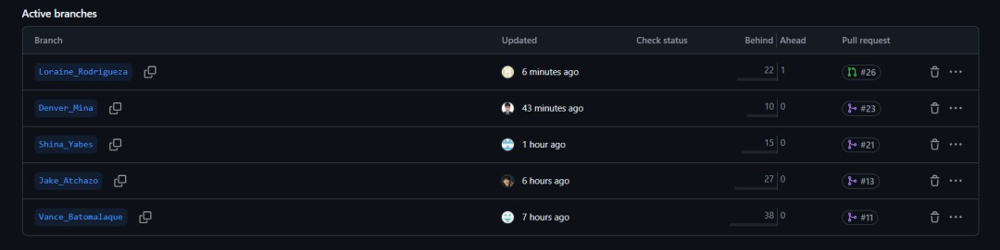 Active branches
Branch Updated Check status Behind Ahead Pull request
Loraine_Rodrigueza 6 minutes ago 22 1 #26
Denver_Mina 43 minutes ago 10 0 #23
Shina_Yabes 1 hour ago 15 0 #21
Jake_Atchazo 6 hours ago 27 0 #13
Vance_Batomalaque 7 hours ago 38 0 #11